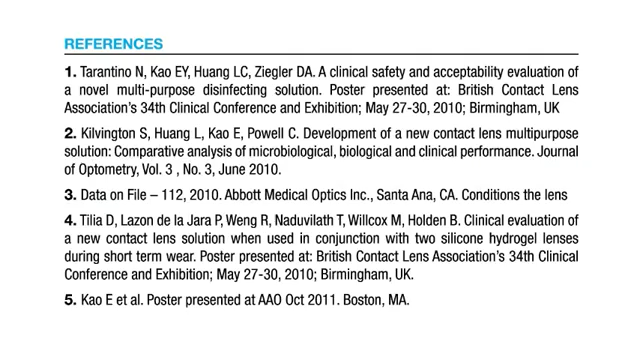 REFERENCES
1. Tarantino N, Kao EY, Huang LC, Ziegler DA. A clinical safety and acceptability evaluation of
a novel multi-purpose disinfecting solution. Poster presented at: British Contact Lens
Association's 34th Clinical Conference and Exhibition; May 27-30, 2010; Birmingham, UK
2. Kilvington S, Huang L, Kao E, Powell C. Development of a new contact lens multipurpose
solution: Comparative analysis of microbiological, biological and clinical performance. Journal
of Optometry, Vol. 3 , No. 3, June 2010.
3. Data on File – 112, 2010. Abbott Medical Optics Inc., Santa Ana, CA. Conditions the lens
4. Tilia D, Lazon de la Jara P, Weng R, Naduvilath T, Willcox M, Holden B. Clinical evaluation of
a new contact lens solution when used in conjunction with two silicone hydrogel lenses
during short term wear. Poster presented at: British Contact Lens Association's 34th Clinical
Conference and Exhibition; May 27-30, 2010; Birmingham, UK.
5. Kao E et al. Poster presented at AAO Oct 2011. Boston, MA.